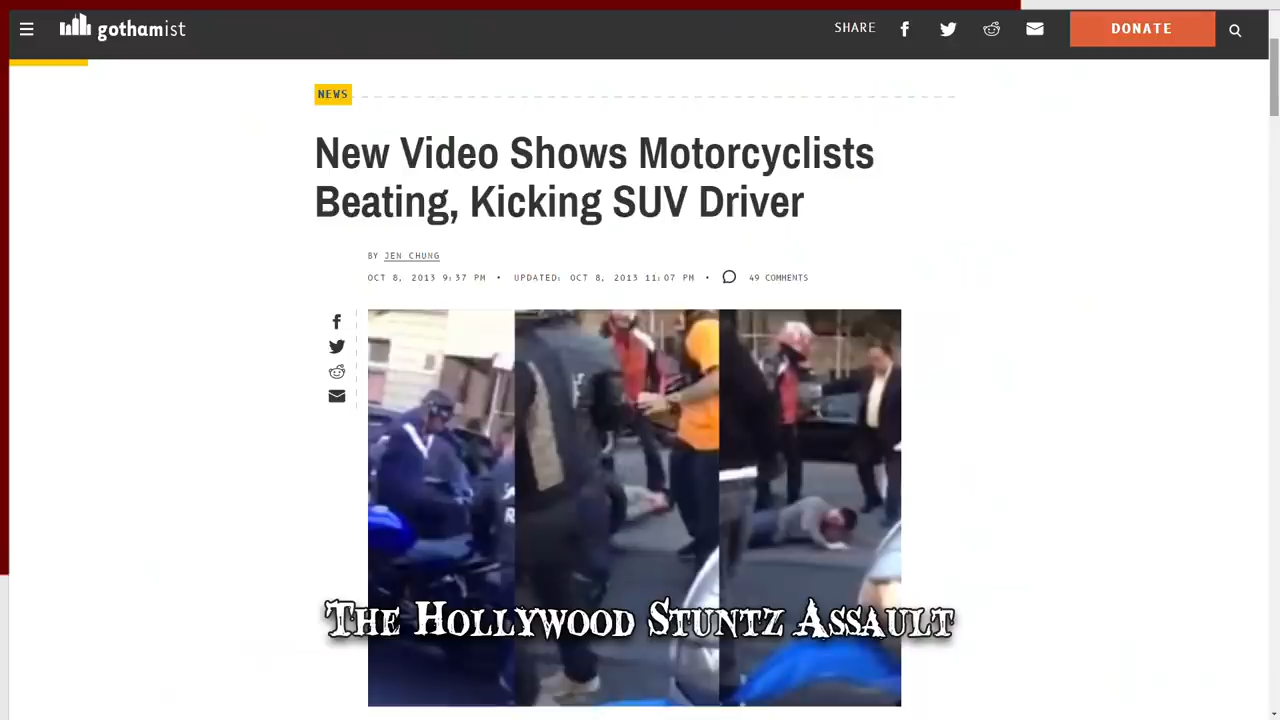 gothamist
SHARE
DONATE
NEWS
New Video Shows Motorcyclists
Beating, Kicking SUV Driver
BY JEN CHUNG
OCT 8, 2013 9:37 PM • UPDATED: OCT 8, 2013 11:07 PM • 49 COMMENTS
The Hollywood Stuntz Assault